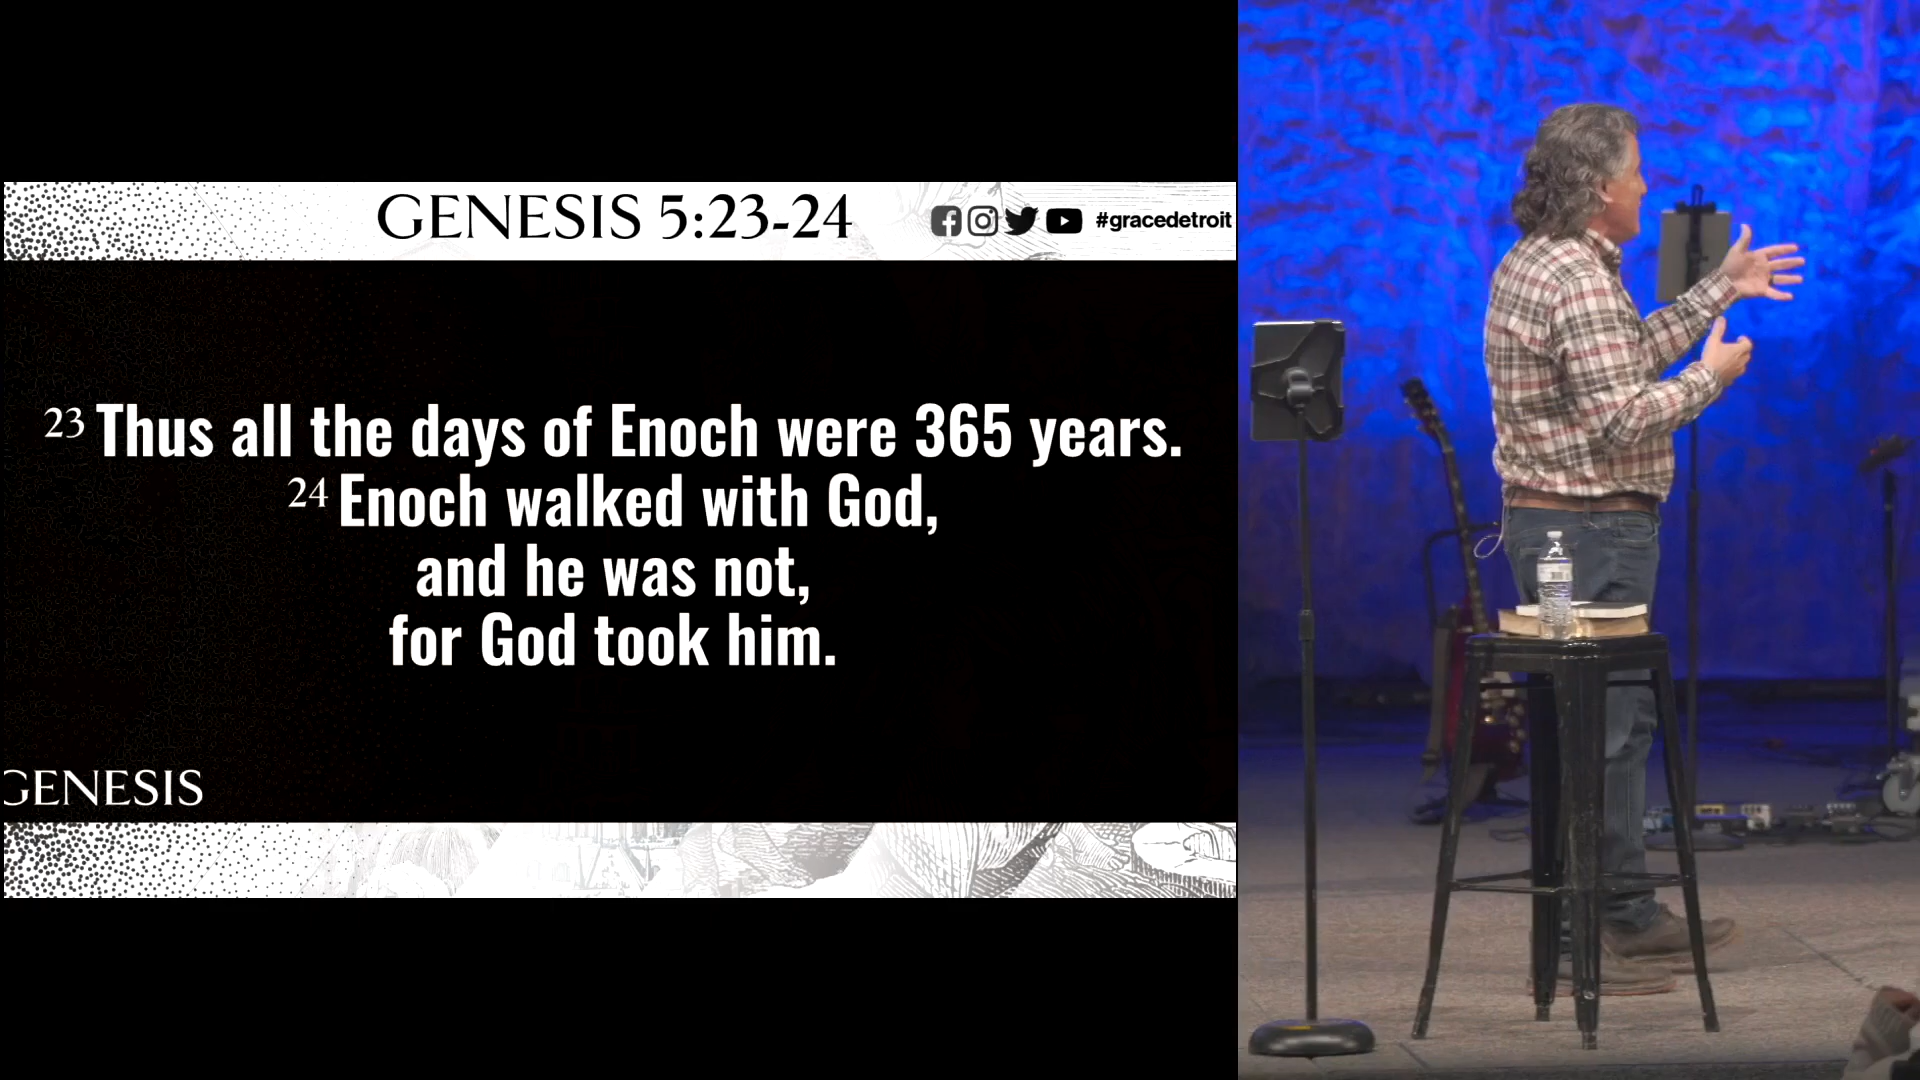 GENESIS 5:23-24
#gracedetroit
23 Thus all the days of Enoch were 365 years.
24 Enoch walked with God,
and he was not,
for God took him.
GENESIS